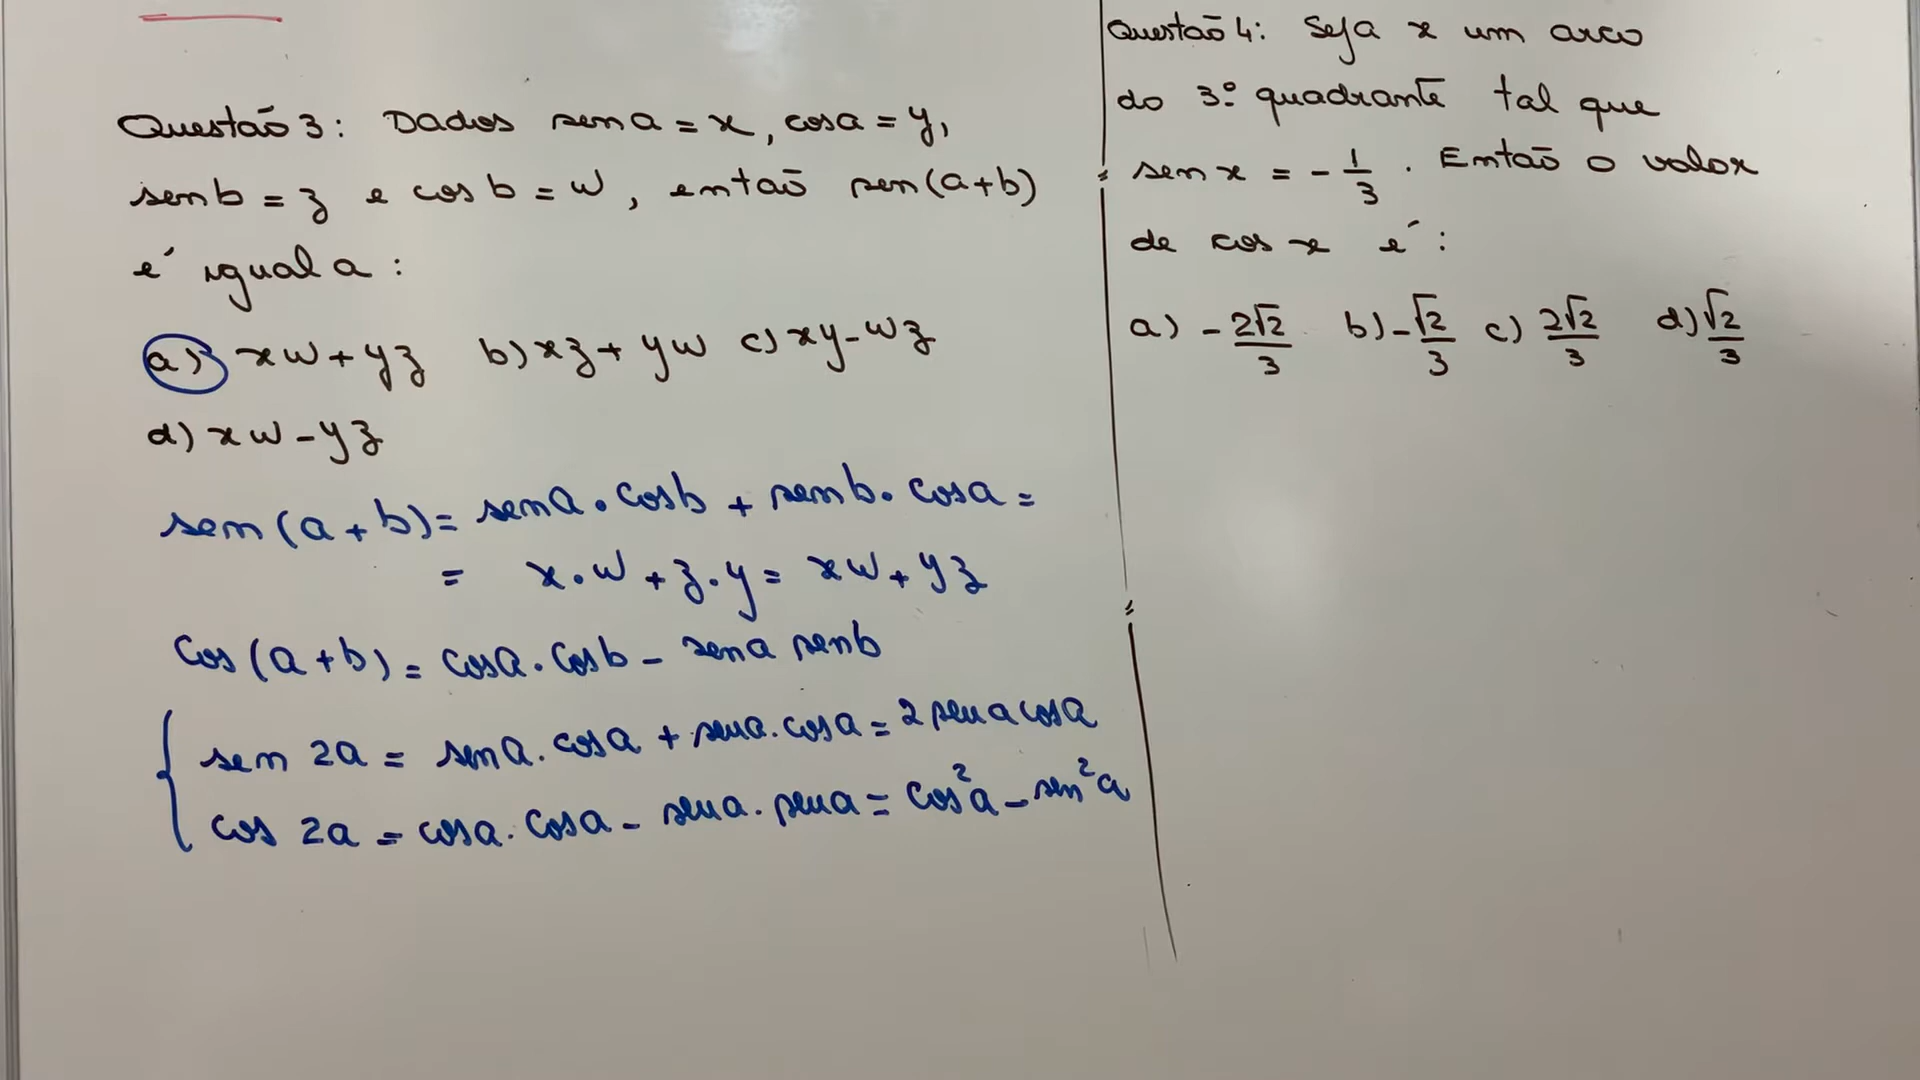 Questão 3: Dados sen a = x, cos a = y,
sen b = z e cos b = w, então sen(a+b)
é igual a:
a) xw + yz b) xz + yw c) xy - wz
d) xw - yz
sen(a + b) = sen a . cos b + sen b . cos a =
= x . w + z . y = xw + yz
cos(a + b) = cos a . cos b - sen a sen b
sen 2a = sen a . cos a + sen a . cos a = 2 sen a cos a
cos 2a = cos a . cos a - sen a . sen a = cos²a - sen²a
Questão 4: Seja x um arco
do 3º quadrante tal que
sen x = - 1/3 . Então o valor
de cos x é:
a) - 2√2/3 b) - √2/3 c) 2√2/3 d) √2/3